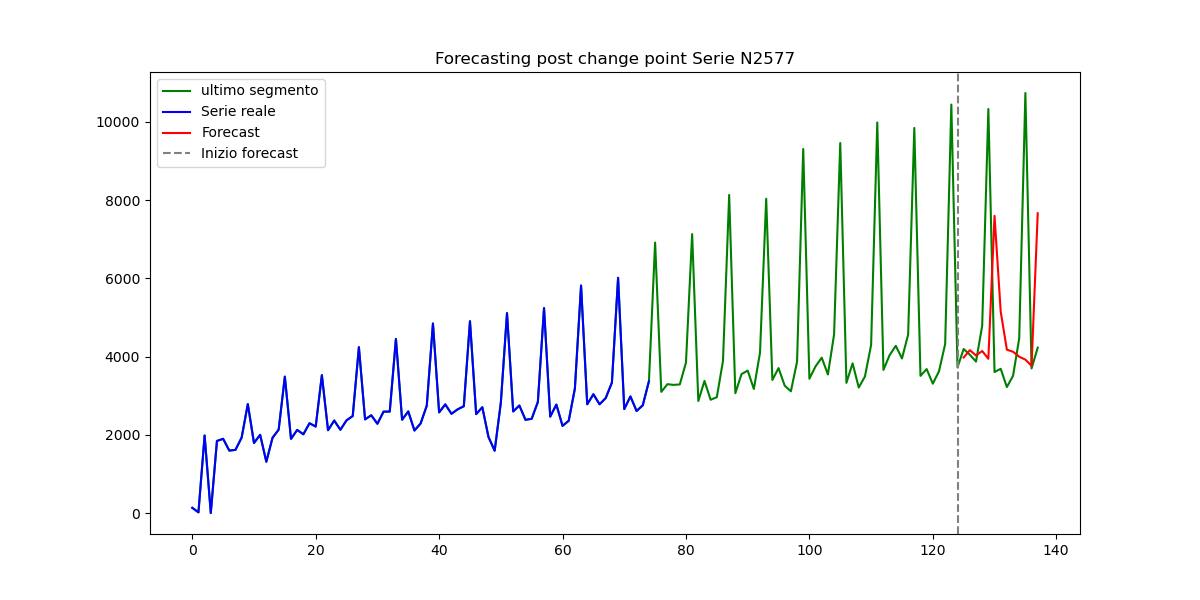 Forecasting post change point Serie N2577
ultimo segmento
Serie reale
Forecast
Inizio forecast
10000
8000
6000
4000
2000
0
0 20 40 60 80 100 120 140